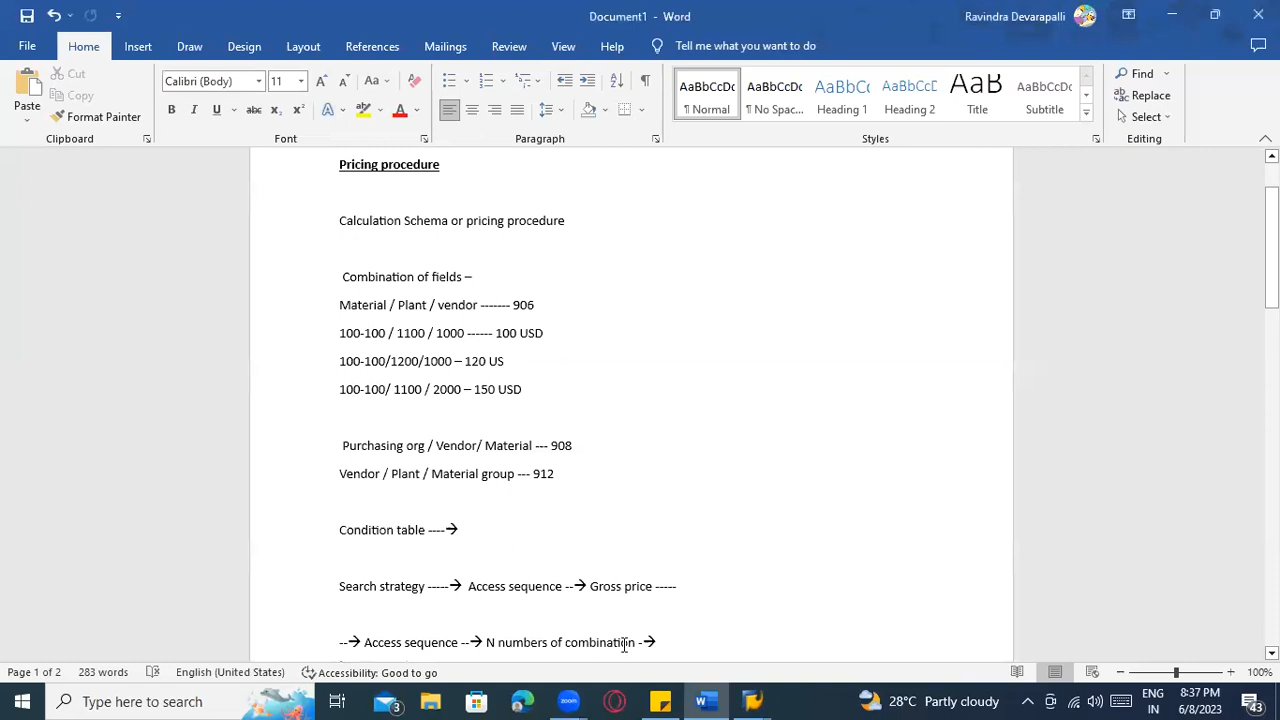 Document1 - Word
Ravindra Devarapalli
File Home Insert Draw Design Layout References Mailings Review View Help Tell me what you want to do
Paste
Cut
Copy
Format Painter
Clipboard
Calibri (Body) 11
Font
Paragraph
AaBbCcDc ¶ Normal
AaBbCcDc ¶ No Spac...
AaBbCc Heading 1
AaBbCcD Heading 2
AaB Title
AaBbCcDc Subtitle
Styles
Find
Replace
Select
Editing
Pricing procedure
Calculation Schema or pricing procedure
Combination of fields –
Material / Plant / vendor ------- 906
100-100 / 1100 / 1000 ------ 100 USD
100-100/1200/1000 – 120 US
100-100/ 1100 / 2000 – 150 USD
Purchasing org / Vendor/ Material --- 908
Vendor / Plant / Material group --- 912
Condition table ----→
Search strategy -----→ Access sequence --→ Gross price -----
--→ Access sequence --→ N numbers of combination -→
Page 1 of 2 283 words English (United States) Accessibility: Good to go 100%
Type here to search
3
zoom
28°C Partly cloudy
ENG
IN
8:37 PM
6/8/2023
43